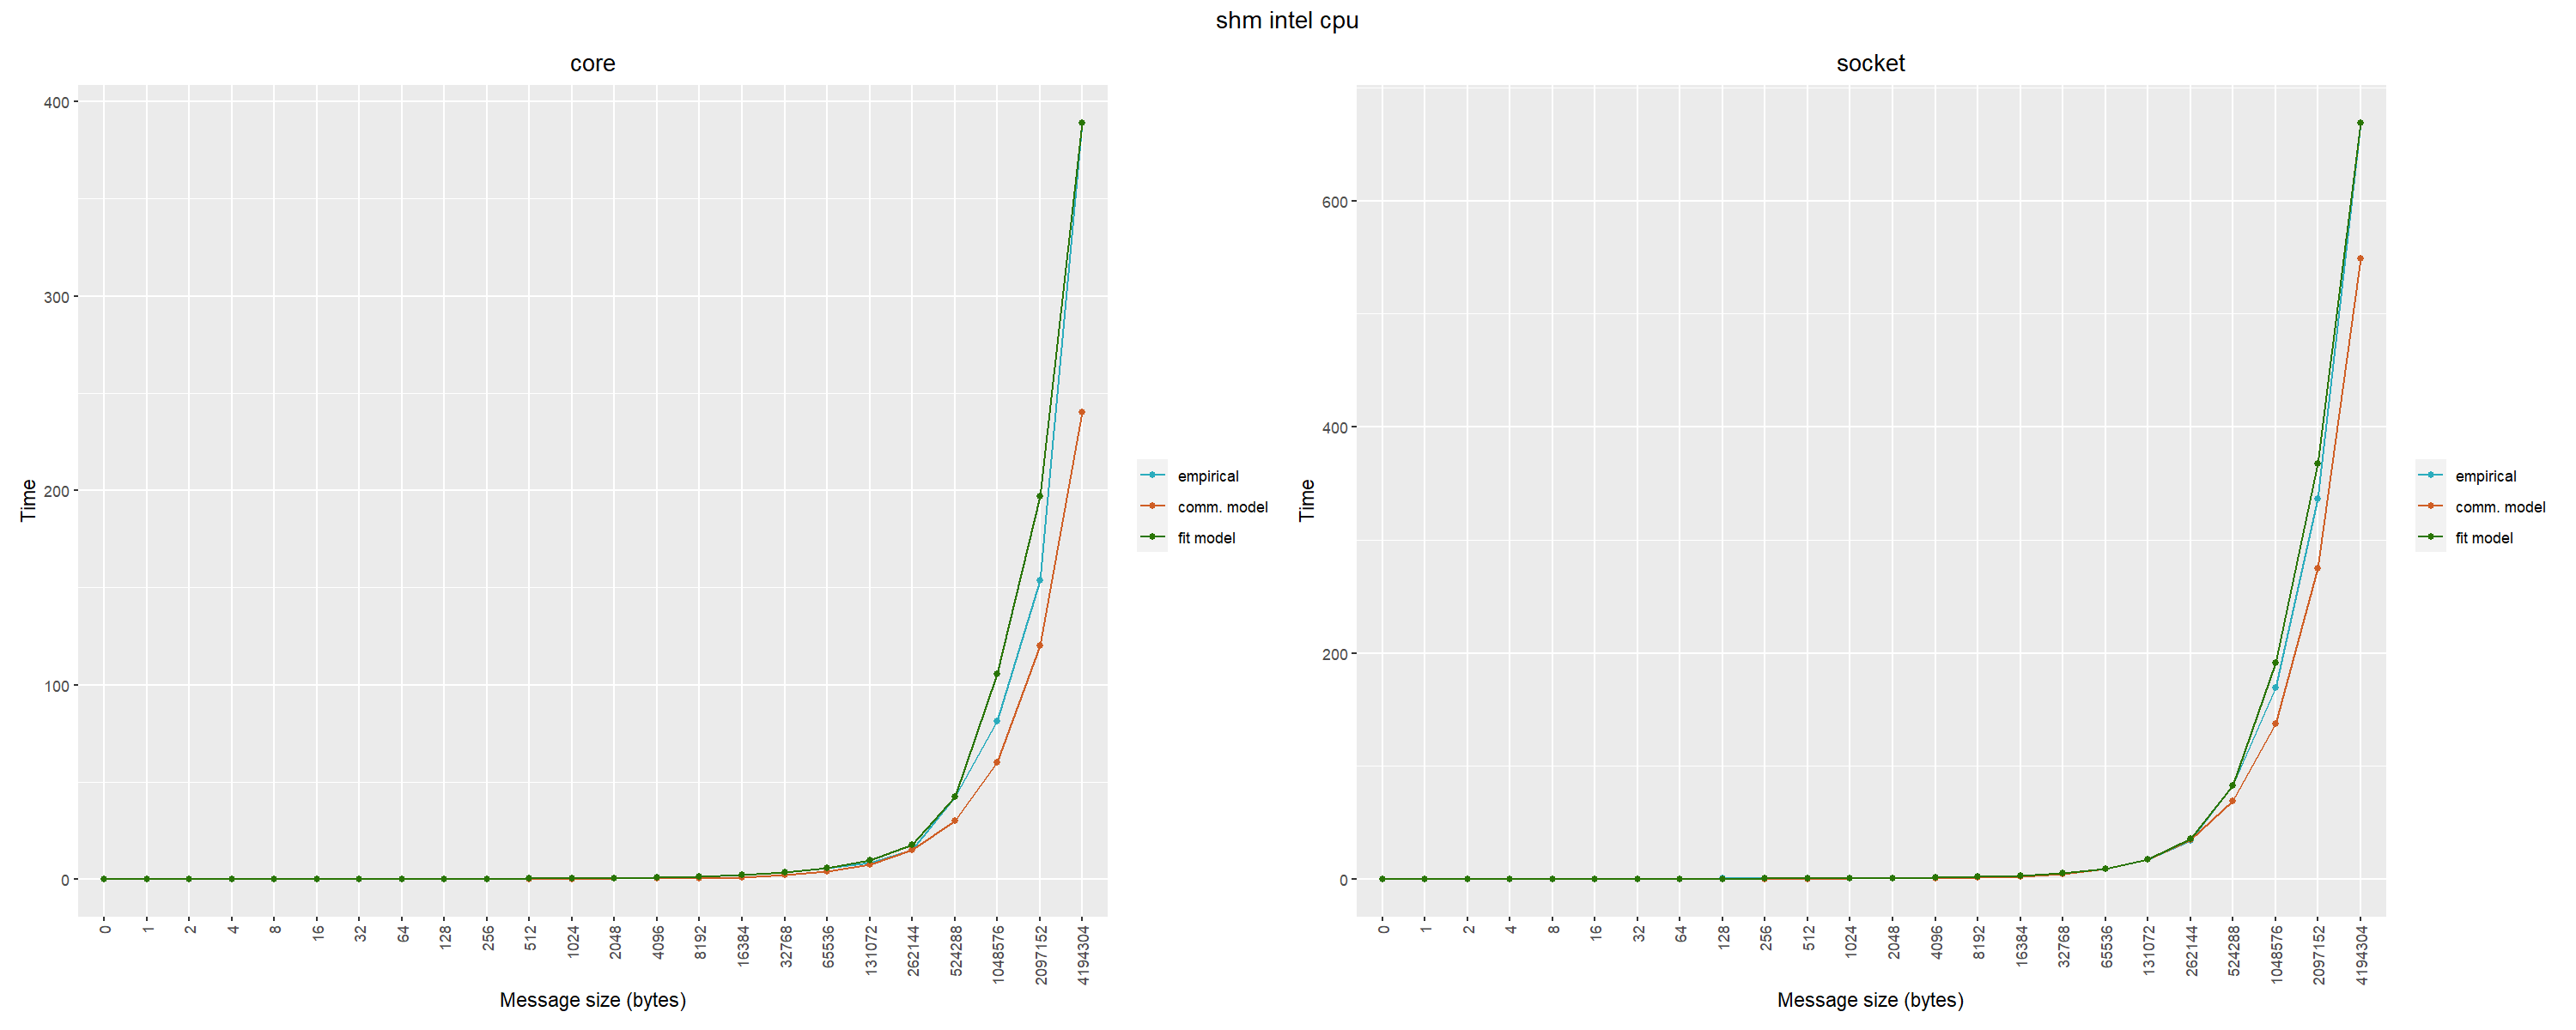 shm intel cpu
core
Time
400
300
200
100
0
0 1 2 4 8 16 32 64 128 256 512 1024 2048 4096 8192 16384 32768 65536 131072 262144 524288 1048576 2097152 4194304
Message size (bytes)
empirical
comm. model
fit model
socket
Time
600
400
200
0
0 1 2 4 8 16 32 64 128 256 512 1024 2048 4096 8192 16384 32768 65536 131072 262144 524288 1048576 2097152 4194304
Message size (bytes)
empirical
comm. model
fit model